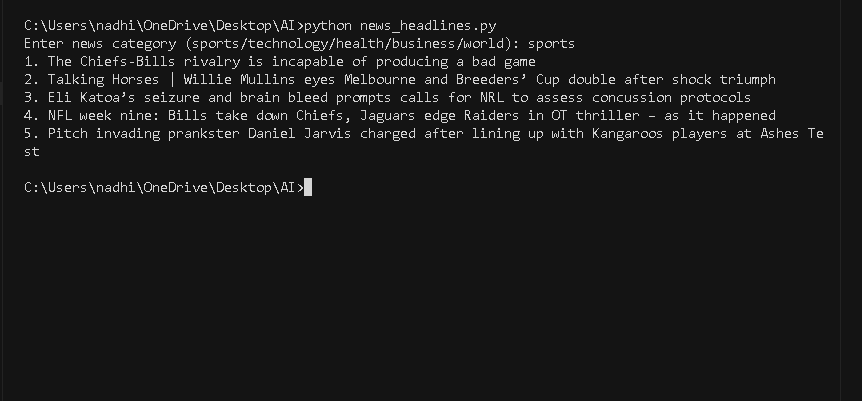 C:\Users\nadhi\OneDrive\Desktop\AI>python news_headlines.py
Enter news category (sports/technology/health/business/world): sports
1. The Chiefs-Bills rivalry is incapable of producing a bad game
2. Talking Horses | Willie Mullins eyes Melbourne and Breeders’ Cup double after shock triumph
3. Eli Katoa’s seizure and brain bleed prompts calls for NRL to assess concussion protocols
4. NFL week nine: Bills take down Chiefs, Jaguars edge Raiders in OT thriller – as it happened
5. Pitch invading prankster Daniel Jarvis charged after lining up with Kangaroos players at Ashes Te
st
C:\Users\nadhi\OneDrive\Desktop\AI>